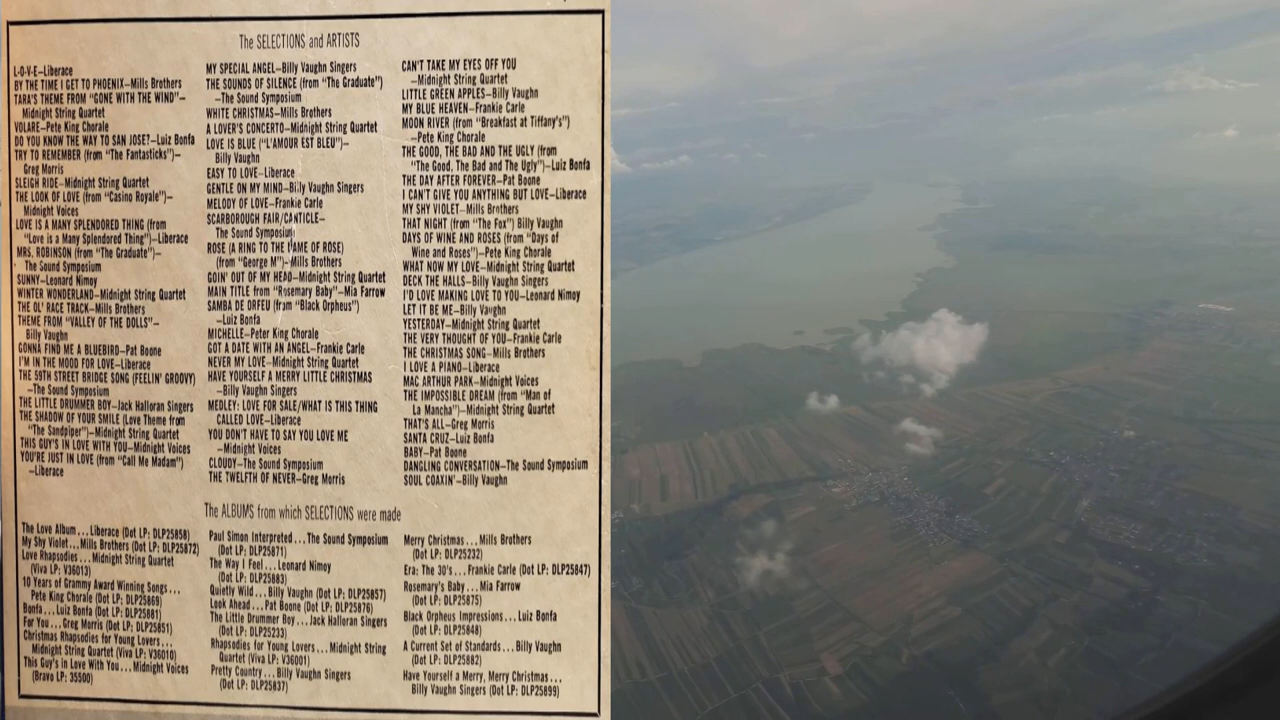 The SELECTIONS and ARTISTS
L-O-V-E—Liberace
BY THE TIME I GET TO PHOENIX—Mills Brothers
TARA'S THEME FROM "GONE WITH THE WIND"—
Midnight String Quartet
VOLARE—Pete King Chorale
DO YOU KNOW THE WAY TO SAN JOSE?—Luiz Bonfa
TRY TO REMEMBER (from "The Fantasticks")—
Greg Morris
SLEIGH RIDE—Midnight String Quartet
THE LOOK OF LOVE (from "Casino Royale")—
Midnight Voices
LOVE IS A MANY SPLENDORED THING (from
"Love is a Many Splendored Thing")—Liberace
MRS. ROBINSON (from "The Graduate")—
The Sound Symposium
SUNNY—Leonard Nimoy
WINTER WONDERLAND—Midnight String Quartet
THE OL' RACE TRACK—Mills Brothers
THEME FROM "VALLEY OF THE DOLLS"—
Billy Vaughn
GONNA FIND ME A BLUEBIRD—Pat Boone
I'M IN THE MOOD FOR LOVE—Liberace
THE 59TH STREET BRIDGE SONG (FEELIN' GROOVY)
—The Sound Symposium
THE LITTLE DRUMMER BOY—Jack Halloran Singers
THE SHADOW OF YOUR SMILE (Love Theme from
"The Sandpiper")—Midnight String Quartet
THIS GUY'S IN LOVE WITH YOU—Midnight Voices
YOU'RE JUST IN LOVE (from "Call Me Madam")
—Liberace
MY SPECIAL ANGEL—Billy Vaughn Singers
THE SOUNDS OF SILENCE (from "The Graduate")
—The Sound Symposium
WHITE CHRISTMAS—Mills Brothers
A LOVER'S CONCERTO—Midnight String Quartet
LOVE IS BLUE ("L'AMOUR EST BLEU")—
Billy Vaughn
EASY TO LOVE—Liberace
GENTLE ON MY MIND—Billy Vaughn Singers
MELODY OF LOVE—Frankie Carle
SCARBOROUGH FAIR/CANTICLE—
The Sound Symposium
ROSE (A RING TO THE NAME OF ROSE)
(from "George M")—Mills Brothers
GOIN' OUT OF MY HEAD—Midnight String Quartet
MAIN TITLE from "Rosemary Baby"—Mia Farrow
SAMBA DE ORFEU (from "Black Orpheus")
—Luiz Bonfa
MICHELLE—Peter King Chorale
GOT A DATE WITH AN ANGEL—Frankie Carle
NEVER MY LOVE—Midnight String Quartet
HAVE YOURSELF A MERRY LITTLE CHRISTMAS
—Billy Vaughn Singers
MEDLEY: LOVE FOR SALE/WHAT IS THIS THING
CALLED LOVE—Liberace
YOU DON'T HAVE TO SAY YOU LOVE ME
—Midnight Voices
CLOUDY—The Sound Symposium
THE TWELFTH OF NEVER—Greg Morris
CAN'T TAKE MY EYES OFF YOU
—Midnight String Quartet
LITTLE GREEN APPLES—Billy Vaughn
MY BLUE HEAVEN—Frankie Carle
MOON RIVER (from "Breakfast at Tiffany's")
—Pete King Chorale
THE GOOD, THE BAD AND THE UGLY (from
"The Good, The Bad and The Ugly")—Luiz Bonfa
THE DAY AFTER FOREVER—Pat Boone
I CAN'T GIVE YOU ANYTHING BUT LOVE—Liberace
MY SHY VIOLET—Mills Brothers
THAT NIGHT (from "The Fox") Billy Vaughn
DAYS OF WINE AND ROSES (from "Days of
Wine and Roses")—Pete King Chorale
WHAT NOW MY LOVE—Midnight String Quartet
DECK THE HALLS—Billy Vaughn Singers
I'D LOVE MAKING LOVE TO YOU—Leonard Nimoy
LET IT BE ME—Billy Vaughn
YESTERDAY—Midnight String Quartet
THE VERY THOUGHT OF YOU—Frankie Carle
THE CHRISTMAS SONG—Mills Brothers
I LOVE A PIANO—Liberace
MAC ARTHUR PARK—Midnight Voices
THE IMPOSSIBLE DREAM (from "Man of
La Mancha")—Midnight String Quartet
THAT'S ALL—Greg Morris
SANTA CRUZ—Luiz Bonfa
BABY—Pat Boone
DANGLING CONVERSATION—The Sound Symposium
SOUL COAXIN'—Billy Vaughn
The ALBUMS from which SELECTIONS were made
The Love Album . . . Liberace (Dot LP: DLP25858)
My Shy Violet . . . Mills Brothers (Dot LP: DLP25872)
Love Rhapsodies . . . Midnight String Quartet
(Viva LP: V36013)
10 Years of Grammy Award Winning Songs . . .
Pete King Chorale (Dot LP: DLP25869)
Bonfa . . . Luiz Bonfa (Dot LP: DLP25881)
For You . . . Greg Morris (Dot LP: DLP25851)
Christmas Rhapsodies for Young Lovers . . .
Midnight String Quartet (Viva LP: V36010)
This Guy's in Love With You . . . Midnight Voices
(Bravo LP: 35500)
Paul Simon Interpreted . . . The Sound Symposium
(Dot LP: DLP25871)
The Way I Feel . . . Leonard Nimoy
(Dot LP: DLP25883)
Quietly Wild . . . Billy Vaughn (Dot LP: DLP25857)
Look Ahead . . . Pat Boone (Dot LP: DLP25876)
The Little Drummer Boy . . . Jack Halloran Singers
(Dot LP: DLP25233)
Rhapsodies for Young Lovers . . . Midnight String
Quartet (Viva LP: V36001)
Pretty Country . . . Billy Vaughn Singers
(Dot LP: DLP25837)
Merry Christmas . . . Mills Brothers
(Dot LP: DLP25232)
Era: The 30's . . . Frankie Carle (Dot LP: DLP25847)
Rosemary's Baby . . . Mia Farrow
(Dot LP: DLP25875)
Black Orpheus Impressions . . . Luiz Bonfa
(Dot LP: DLP25848)
A Current Set of Standards . . . Billy Vaughn
(Dot LP: DLP25882)
Have Yourself a Merry, Merry Christmas . . .
Billy Vaughn Singers (Dot LP: DLP25899)